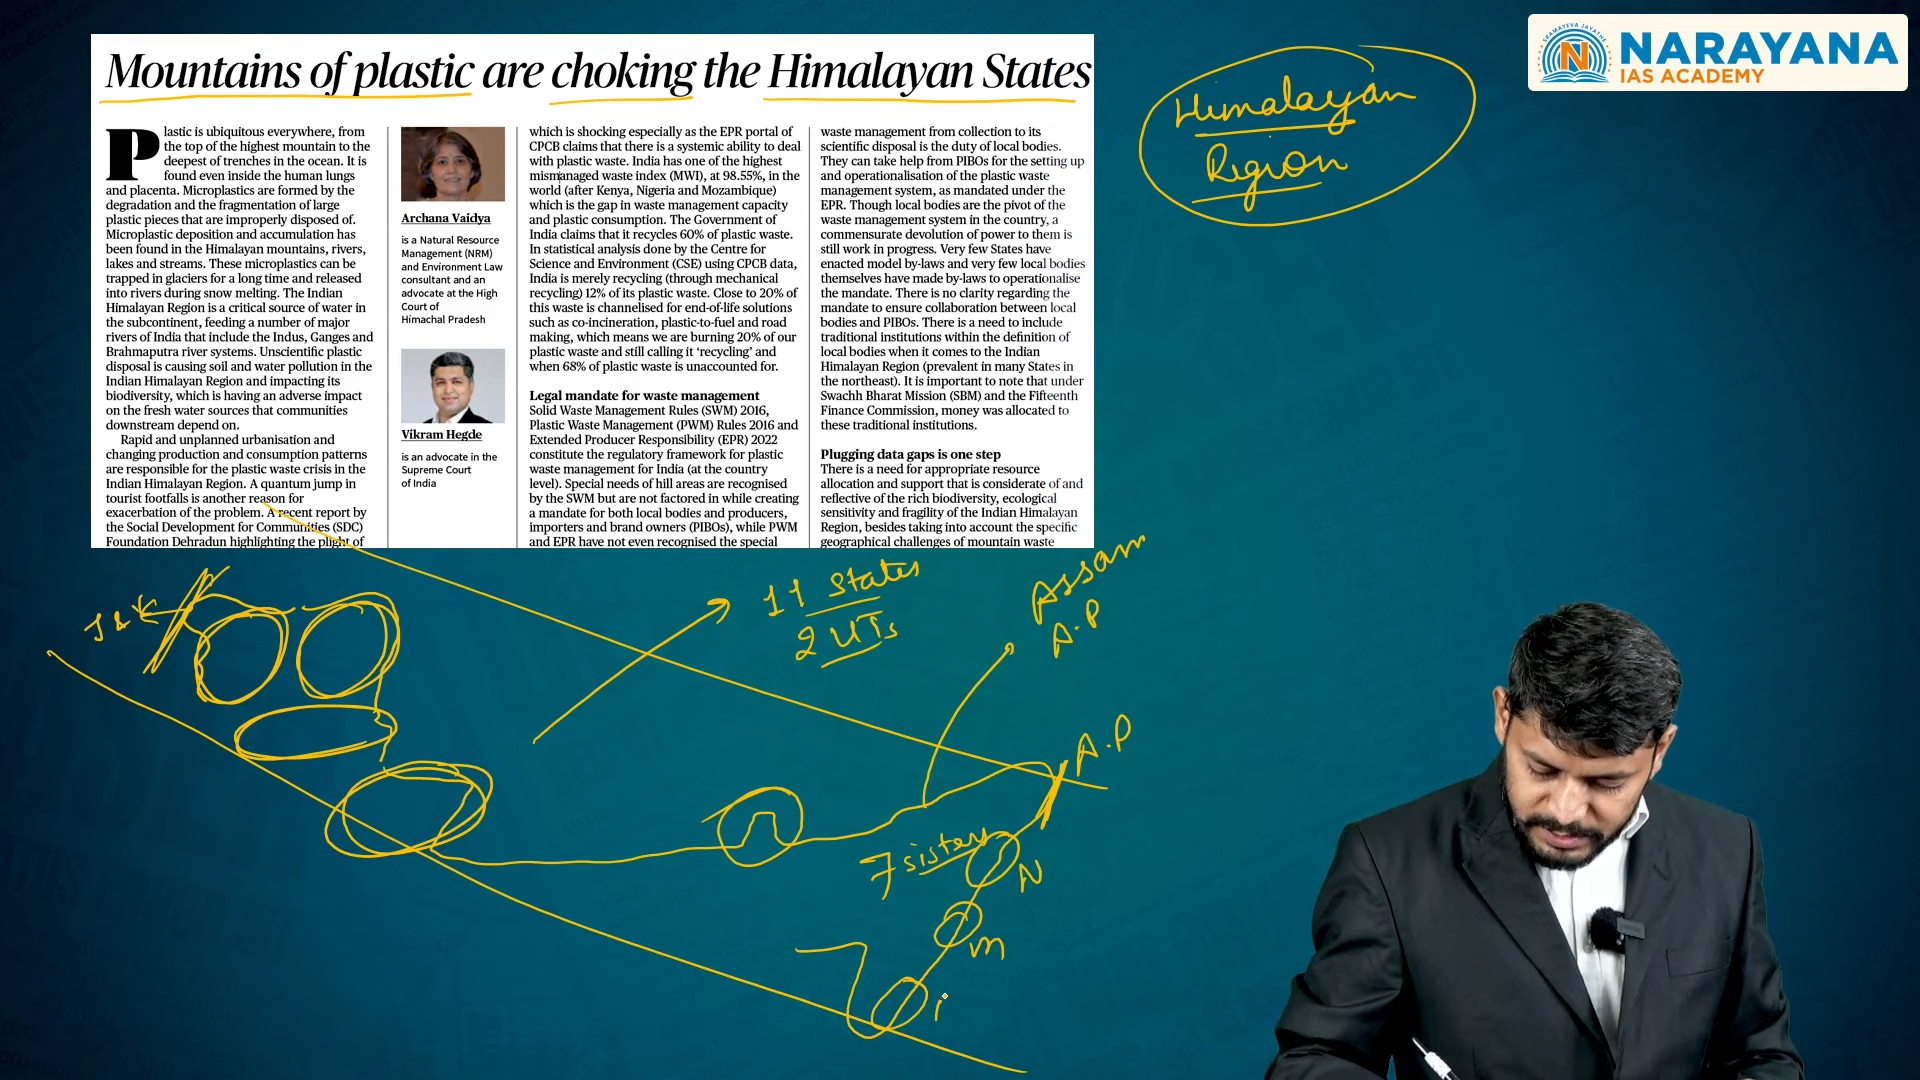 Mountains of plastic are choking the Himalayan States
Plastic is ubiquitous everywhere, from
the top of the highest mountain to the
deepest of trenches in the ocean. It is
found even inside the human lungs
and placenta. Microplastics are formed by the
degradation and the fragmentation of large
plastic pieces that are improperly disposed of.
Microplastic deposition and accumulation has
been found in the Himalayan mountains, rivers,
lakes and streams. These microplastics can be
trapped in glaciers for a long time and released
into rivers during snow melting. The Indian
Himalayan Region is a critical source of water in
the subcontinent, feeding a number of major
rivers of India that include the Indus, Ganges and
Brahmaputra river systems. Unscientific plastic
disposal is causing soil and water pollution in the
Indian Himalayan Region and impacting its
biodiversity, which is having an adverse impact
on the fresh water sources that communities
downstream depend on.
Rapid and unplanned urbanisation and
changing production and consumption patterns
are responsible for the plastic waste crisis in the
Indian Himalayan Region. A quantum jump in
tourist footfalls is another reason for
exacerbation of the problem. A recent report by
the Social Development for Communities (SDC)
Foundation Dehradun highlighting the plight of
Archana Vaidya
is a Natural Resource
Management (NRM)
and Environment Law
consultant and an
advocate at the High
Court of
Himachal Pradesh
Vikram Hegde
is an advocate in the
Supreme Court
of India
which is shocking especially as the EPR portal of
CPCB claims that there is a systemic ability to deal
with plastic waste. India has one of the highest
mismanaged waste index (MWI), at 98.55%, in the
world (after Kenya, Nigeria and Mozambique)
which is the gap in waste management capacity
and plastic consumption. The Government of
India claims that it recycles 60% of plastic waste.
In statistical analysis done by the Centre for
Science and Environment (CSE) using CPCB data,
India is merely recycling (through mechanical
recycling) 12% of its plastic waste. Close to 20% of
this waste is channelised for end-of-life solutions
such as co-incineration, plastic-to-fuel and road
making, which means we are burning 20% of our
plastic waste and still calling it ‘recycling’ and
when 68% of plastic waste is unaccounted for.
Legal mandate for waste management
Solid Waste Management Rules (SWM) 2016,
Plastic Waste Management (PWM) Rules 2016 and
Extended Producer Responsibility (EPR) 2022
constitute the regulatory framework for plastic
waste management for India (at the country
level). Special needs of hill areas are recognised
by the SWM but are not factored in while creating
a mandate for both local bodies and producers,
importers and brand owners (PIBOs), while PWM
and EPR have not even recognised the special
waste management from collection to its
scientific disposal is the duty of local bodies.
They can take help from PIBOs for the setting up
and operationalisation of the plastic waste
management system, as mandated under the
EPR. Though local bodies are the pivot of the
waste management system in the country, a
commensurate devolution of power to them is
still work in progress. Very few States have
enacted model by-laws and very few local bodies
themselves have made by-laws to operationalise
the mandate. There is no clarity regarding the
mandate to ensure collaboration between local
bodies and PIBOs. There is a need to include
traditional institutions within the definition of
local bodies when it comes to the Indian
Himalayan Region (prevalent in many States in
the northeast). It is important to note that under
Swachh Bharat Mission (SBM) and the Fifteenth
Finance Commission, money was allocated to
these traditional institutions.
Plugging data gaps is one step
There is a need for appropriate resource
allocation and support that is considerate of and
reflective of the rich biodiversity, ecological
sensitivity and fragility of the Indian Himalayan
Region, besides taking into account the specific
geographical challenges of mountain waste
Himalayan
Region
SRAMAYEVA JAYATHE
N
NARAYANA
IAS ACADEMY
J & K
11 States
2 UTs
Assam
A.P
A.P
7 sisters
N
m